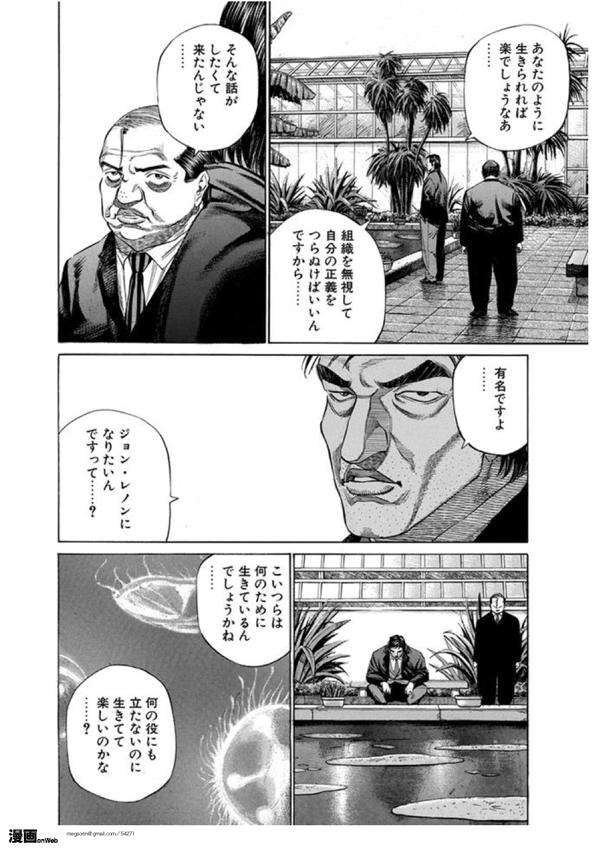 あなたのように
生きられれば
楽でしょうなあ
……
組織を無視して
自分の正義を
つらぬけばいいん
ですから……
そんな話が
したくて
来たんじゃない
……
有名ですよ
……
ジョン・レノンに
なりたいん
ですって……?
こいつらは
何のために
生きているん
でしょうかね
何の役にも
立たないのに
生きてて
楽しいのかな
……?
漫画onWeb
megaorin@gmail.com/54271